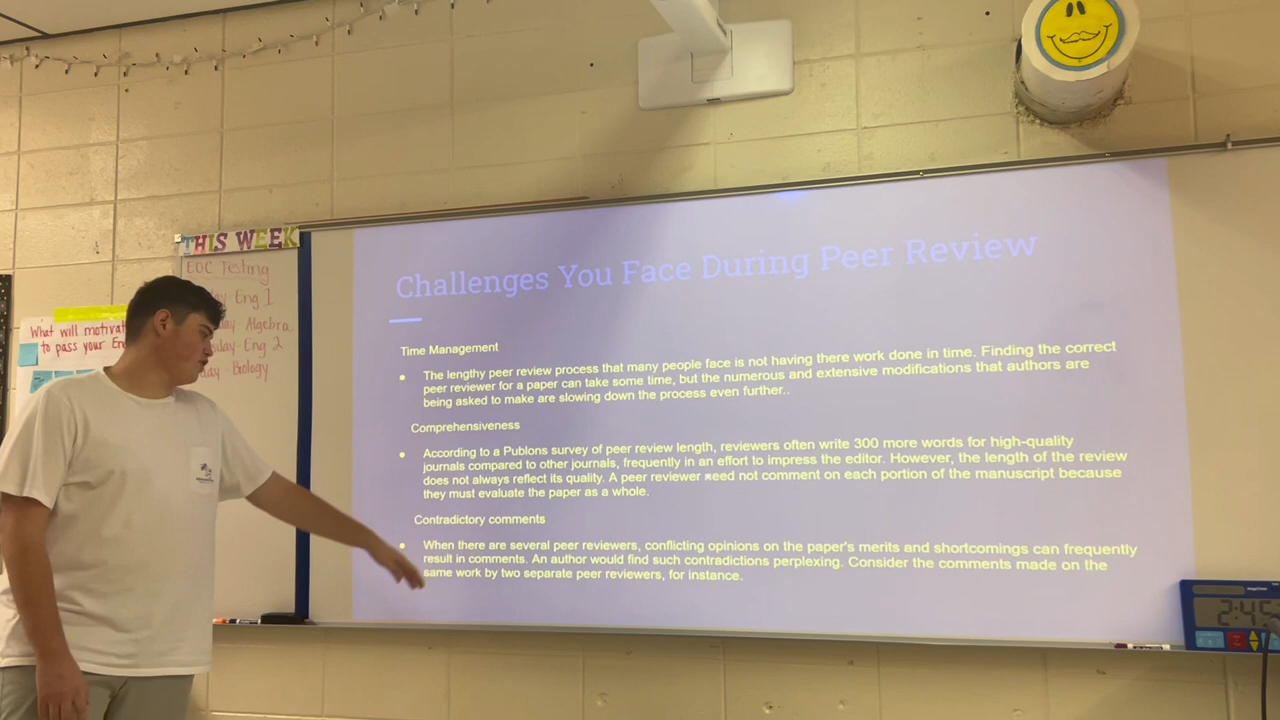 THIS WEEK
EOC Testing
Eng 1
Algebra
Eng 2
Biology
What will motivat
to pass your En
Challenges You Face During Peer Review
Time Management
The lengthy peer review process that many people face is not having there work done in time. Finding the correct
peer reviewer for a paper can take some time, but the numerous and extensive modifications that authors are
being asked to make are slowing down the process even further..
Comprehensiveness
According to a Publons survey of peer review length, reviewers often write 300 more words for high-quality
journals compared to other journals, frequently in an effort to impress the editor. However, the length of the review
does not always reflect its quality. A peer reviewer need not comment on each portion of the manuscript because
they must evaluate the paper as a whole.
Contradictory comments
When there are several peer reviewers, conflicting opinions on the paper's merits and shortcomings can frequently
result in comments. An author would find such contradictions perplexing. Consider the comments made on the
same work by two separate peer reviewers, for instance.
2:45